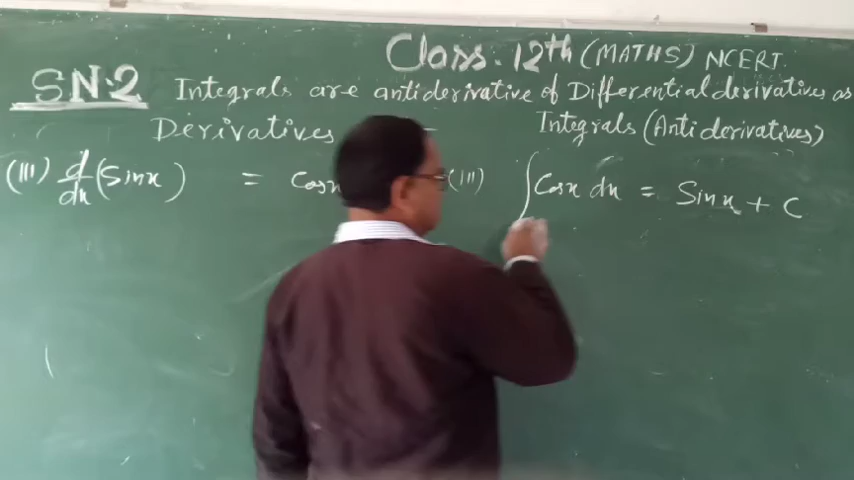 Class. 12th (MATHS) NCERT.
SN.2 Integrals are antiderivative of Differential derivatives as
Derivatives Integrals (Anti derivatives)
(iii) d/dx (Sinx) = Cosx (iii) ∫ Cosx dx = Sinx + C